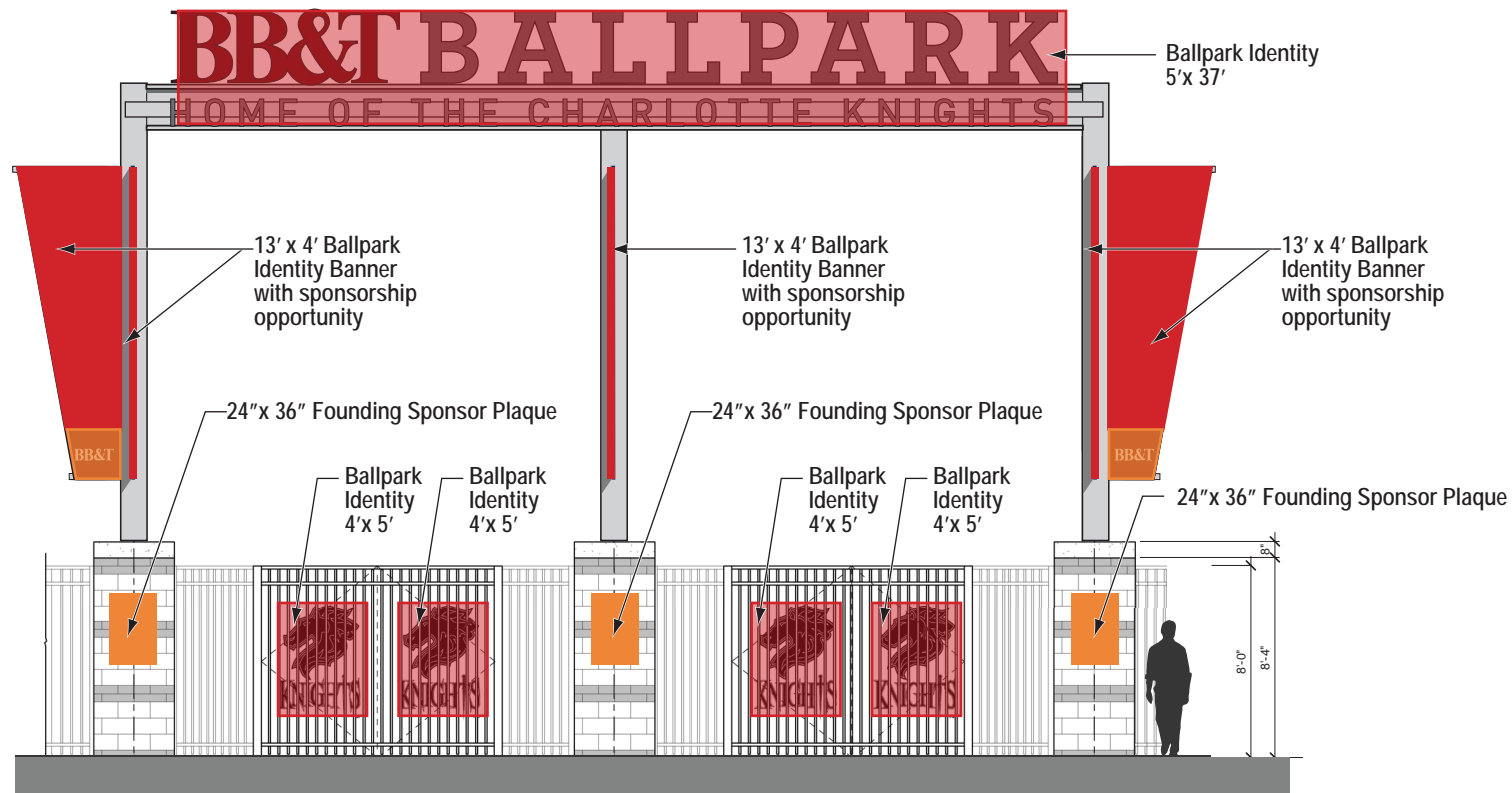 BB&T BALLPARK
HOME OF THE CHARLOTTE KNIGHTS
Ballpark Identity
5'x 37'
13' x 4' Ballpark
Identity Banner
with sponsorship
opportunity
13' x 4' Ballpark
Identity Banner
with sponsorship
opportunity
13' x 4' Ballpark
Identity Banner
with sponsorship
opportunity
24"x 36" Founding Sponsor Plaque
24"x 36" Founding Sponsor Plaque
BB&T
BB&T
Ballpark
Identity
4'x 5'
Ballpark
Identity
4'x 5'
Ballpark
Identity
4'x 5'
Ballpark
Identity
4'x 5'
24"x 36" Founding Sponsor Plaque
8"
8'-0"
8'-4"
KNIGHTS
KNIGHTS
KNIGHTS
KNIGHTS